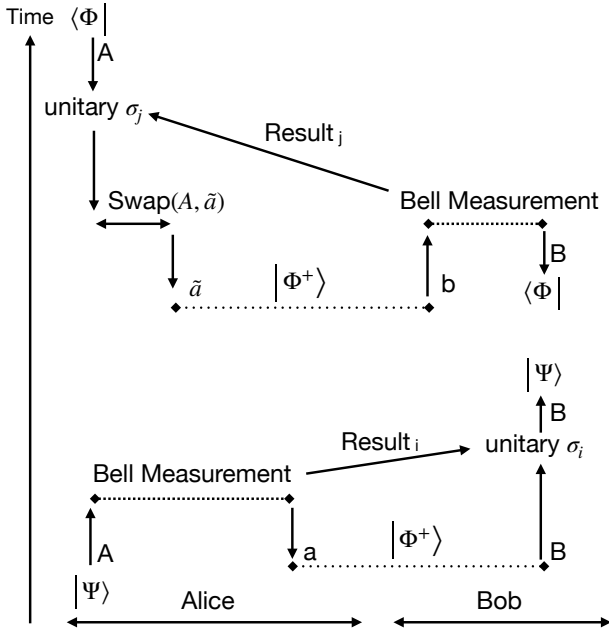 Time ⟨Φ|
A
unitary σⱼ
Result ⱼ
Swap(A, ã)
Bell Measurement
ã
|Φ⁺⟩
b
B
⟨Φ|
|Ψ⟩
B
Result ᵢ
unitary σᵢ
Bell Measurement
A
a
|Φ⁺⟩
B
|Ψ⟩
Alice
Bob